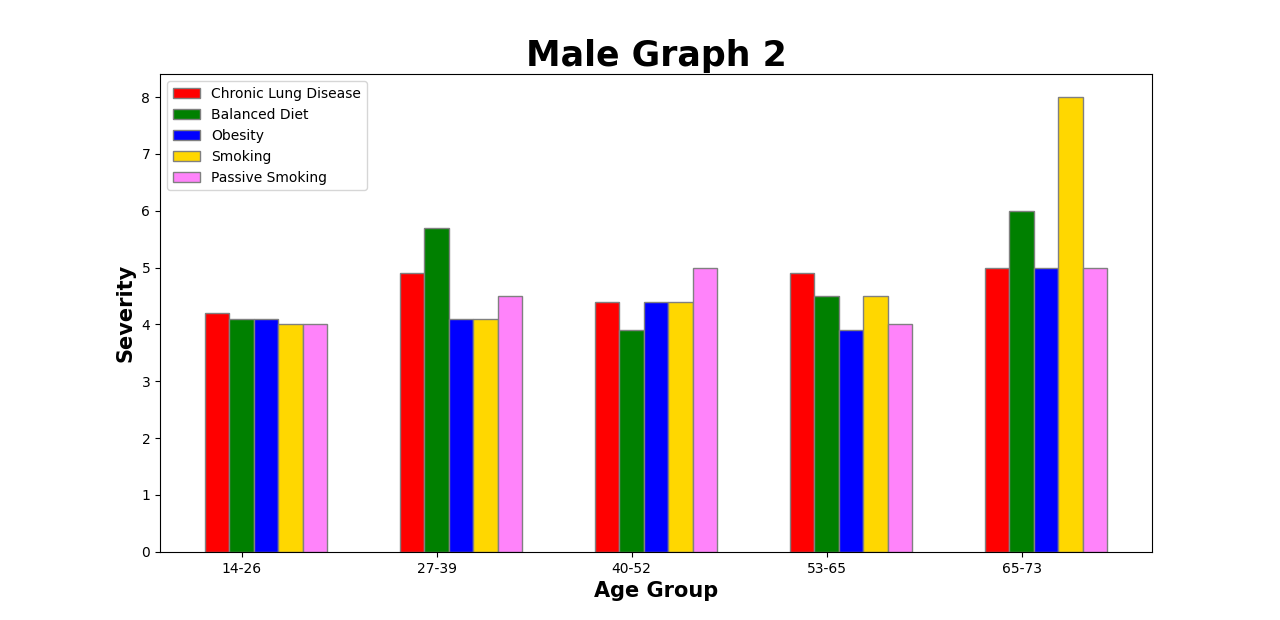 Male Graph 2
Chronic Lung Disease
Balanced Diet
Obesity
Smoking
Passive Smoking
8
7
6
5
4
3
2
1
0
Severity
14-26
27-39
40-52
53-65
65-73
Age Group